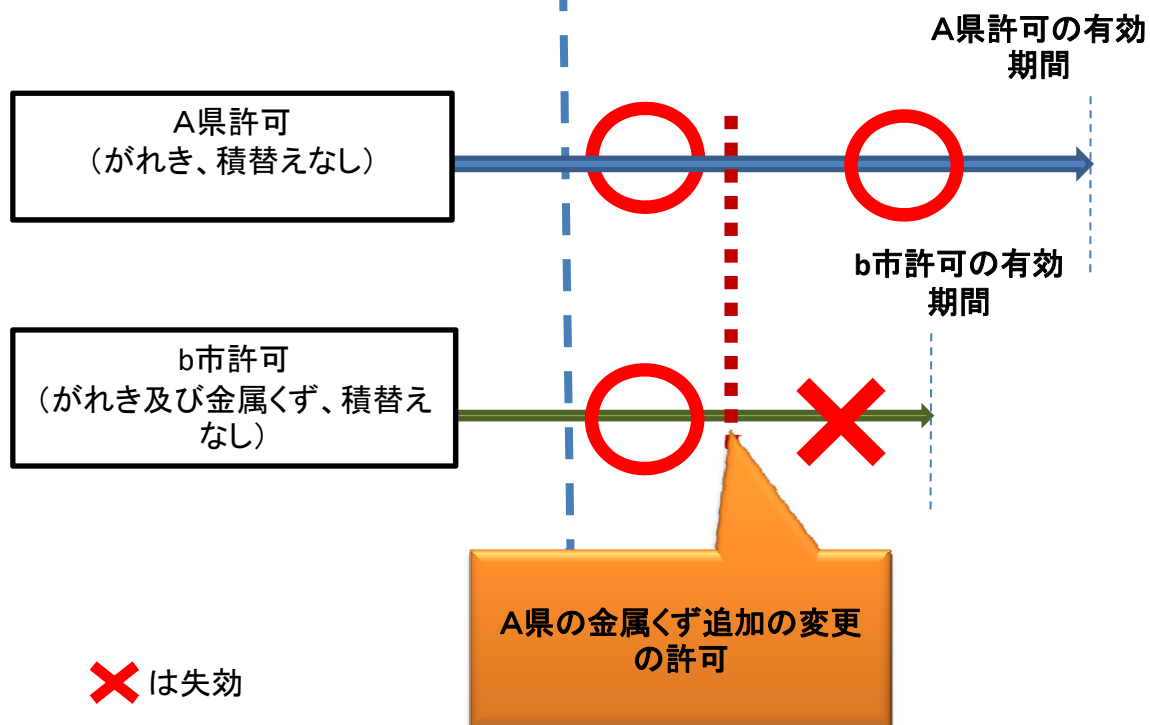 A県許可の有効
期間
A県許可
（がれき、積替えなし）
b市許可の有効
期間
b市許可
（がれき及び金属くず、積替え
なし）
A県の金属くず追加の変更
の許可
は失効